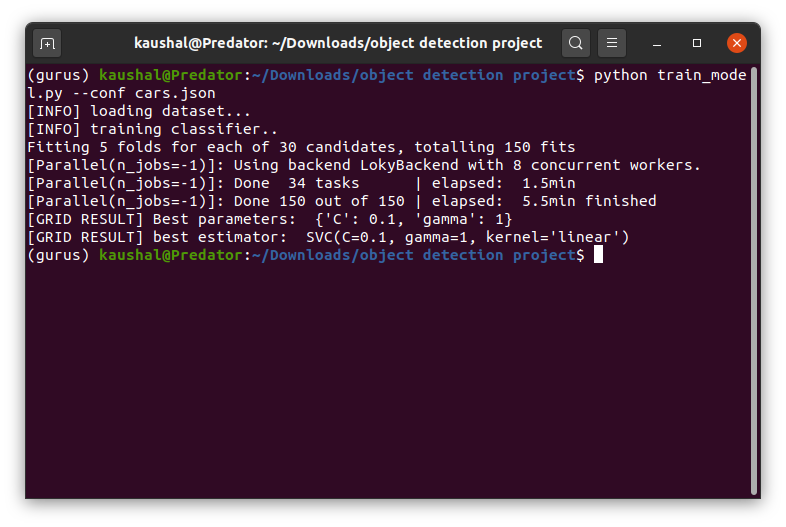 kaushal@Predator: ~/Downloads/object detection project
(gurus) kaushal@Predator:~/Downloads/object detection project$ python train_mode
l.py --conf cars.json
[INFO] loading dataset...
[INFO] training classifier..
Fitting 5 folds for each of 30 candidates, totalling 150 fits
[Parallel(n_jobs=-1)]: Using backend LokyBackend with 8 concurrent workers.
[Parallel(n_jobs=-1)]: Done  34 tasks      | elapsed:  1.5min
[Parallel(n_jobs=-1)]: Done 150 out of 150 | elapsed:  5.5min finished
[GRID RESULT] Best parameters:  {'C': 0.1, 'gamma': 1}
[GRID RESULT] best estimator:  SVC(C=0.1, gamma=1, kernel='linear')
(gurus) kaushal@Predator:~/Downloads/object detection project$